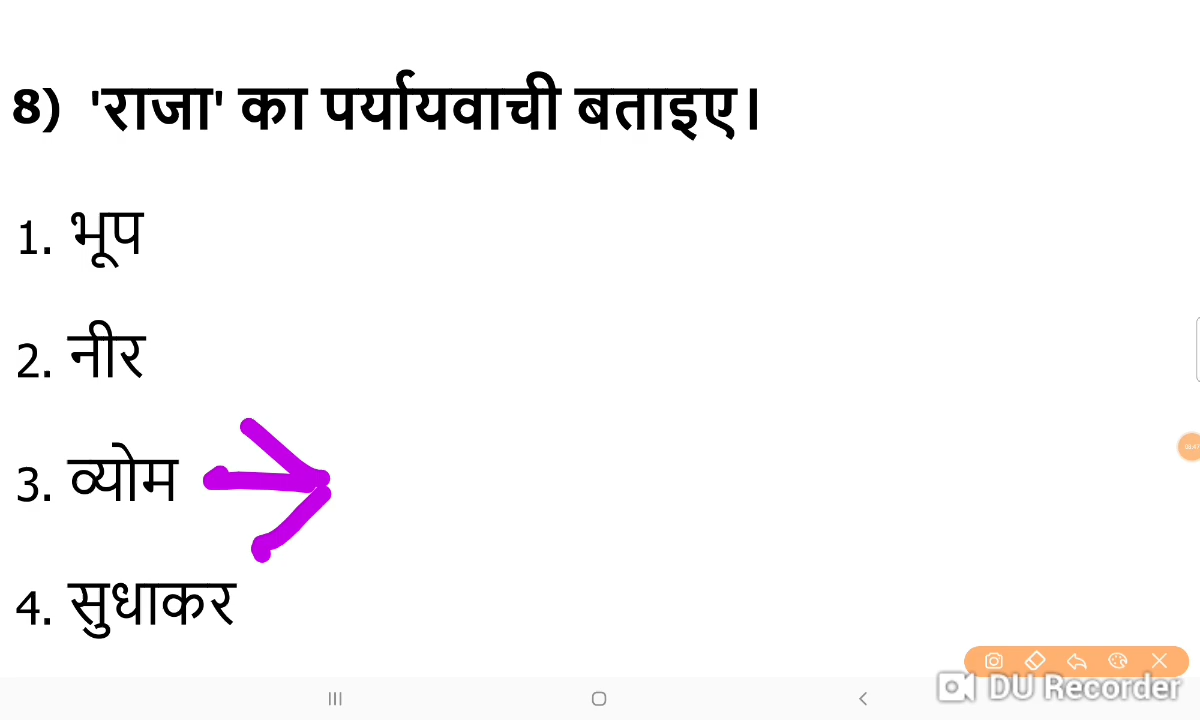 8) 'राजा' का पर्यायवाची बताइए।
1. भूप
2. नीर
3. व्योम
4. सुधाकर
DU Recorder